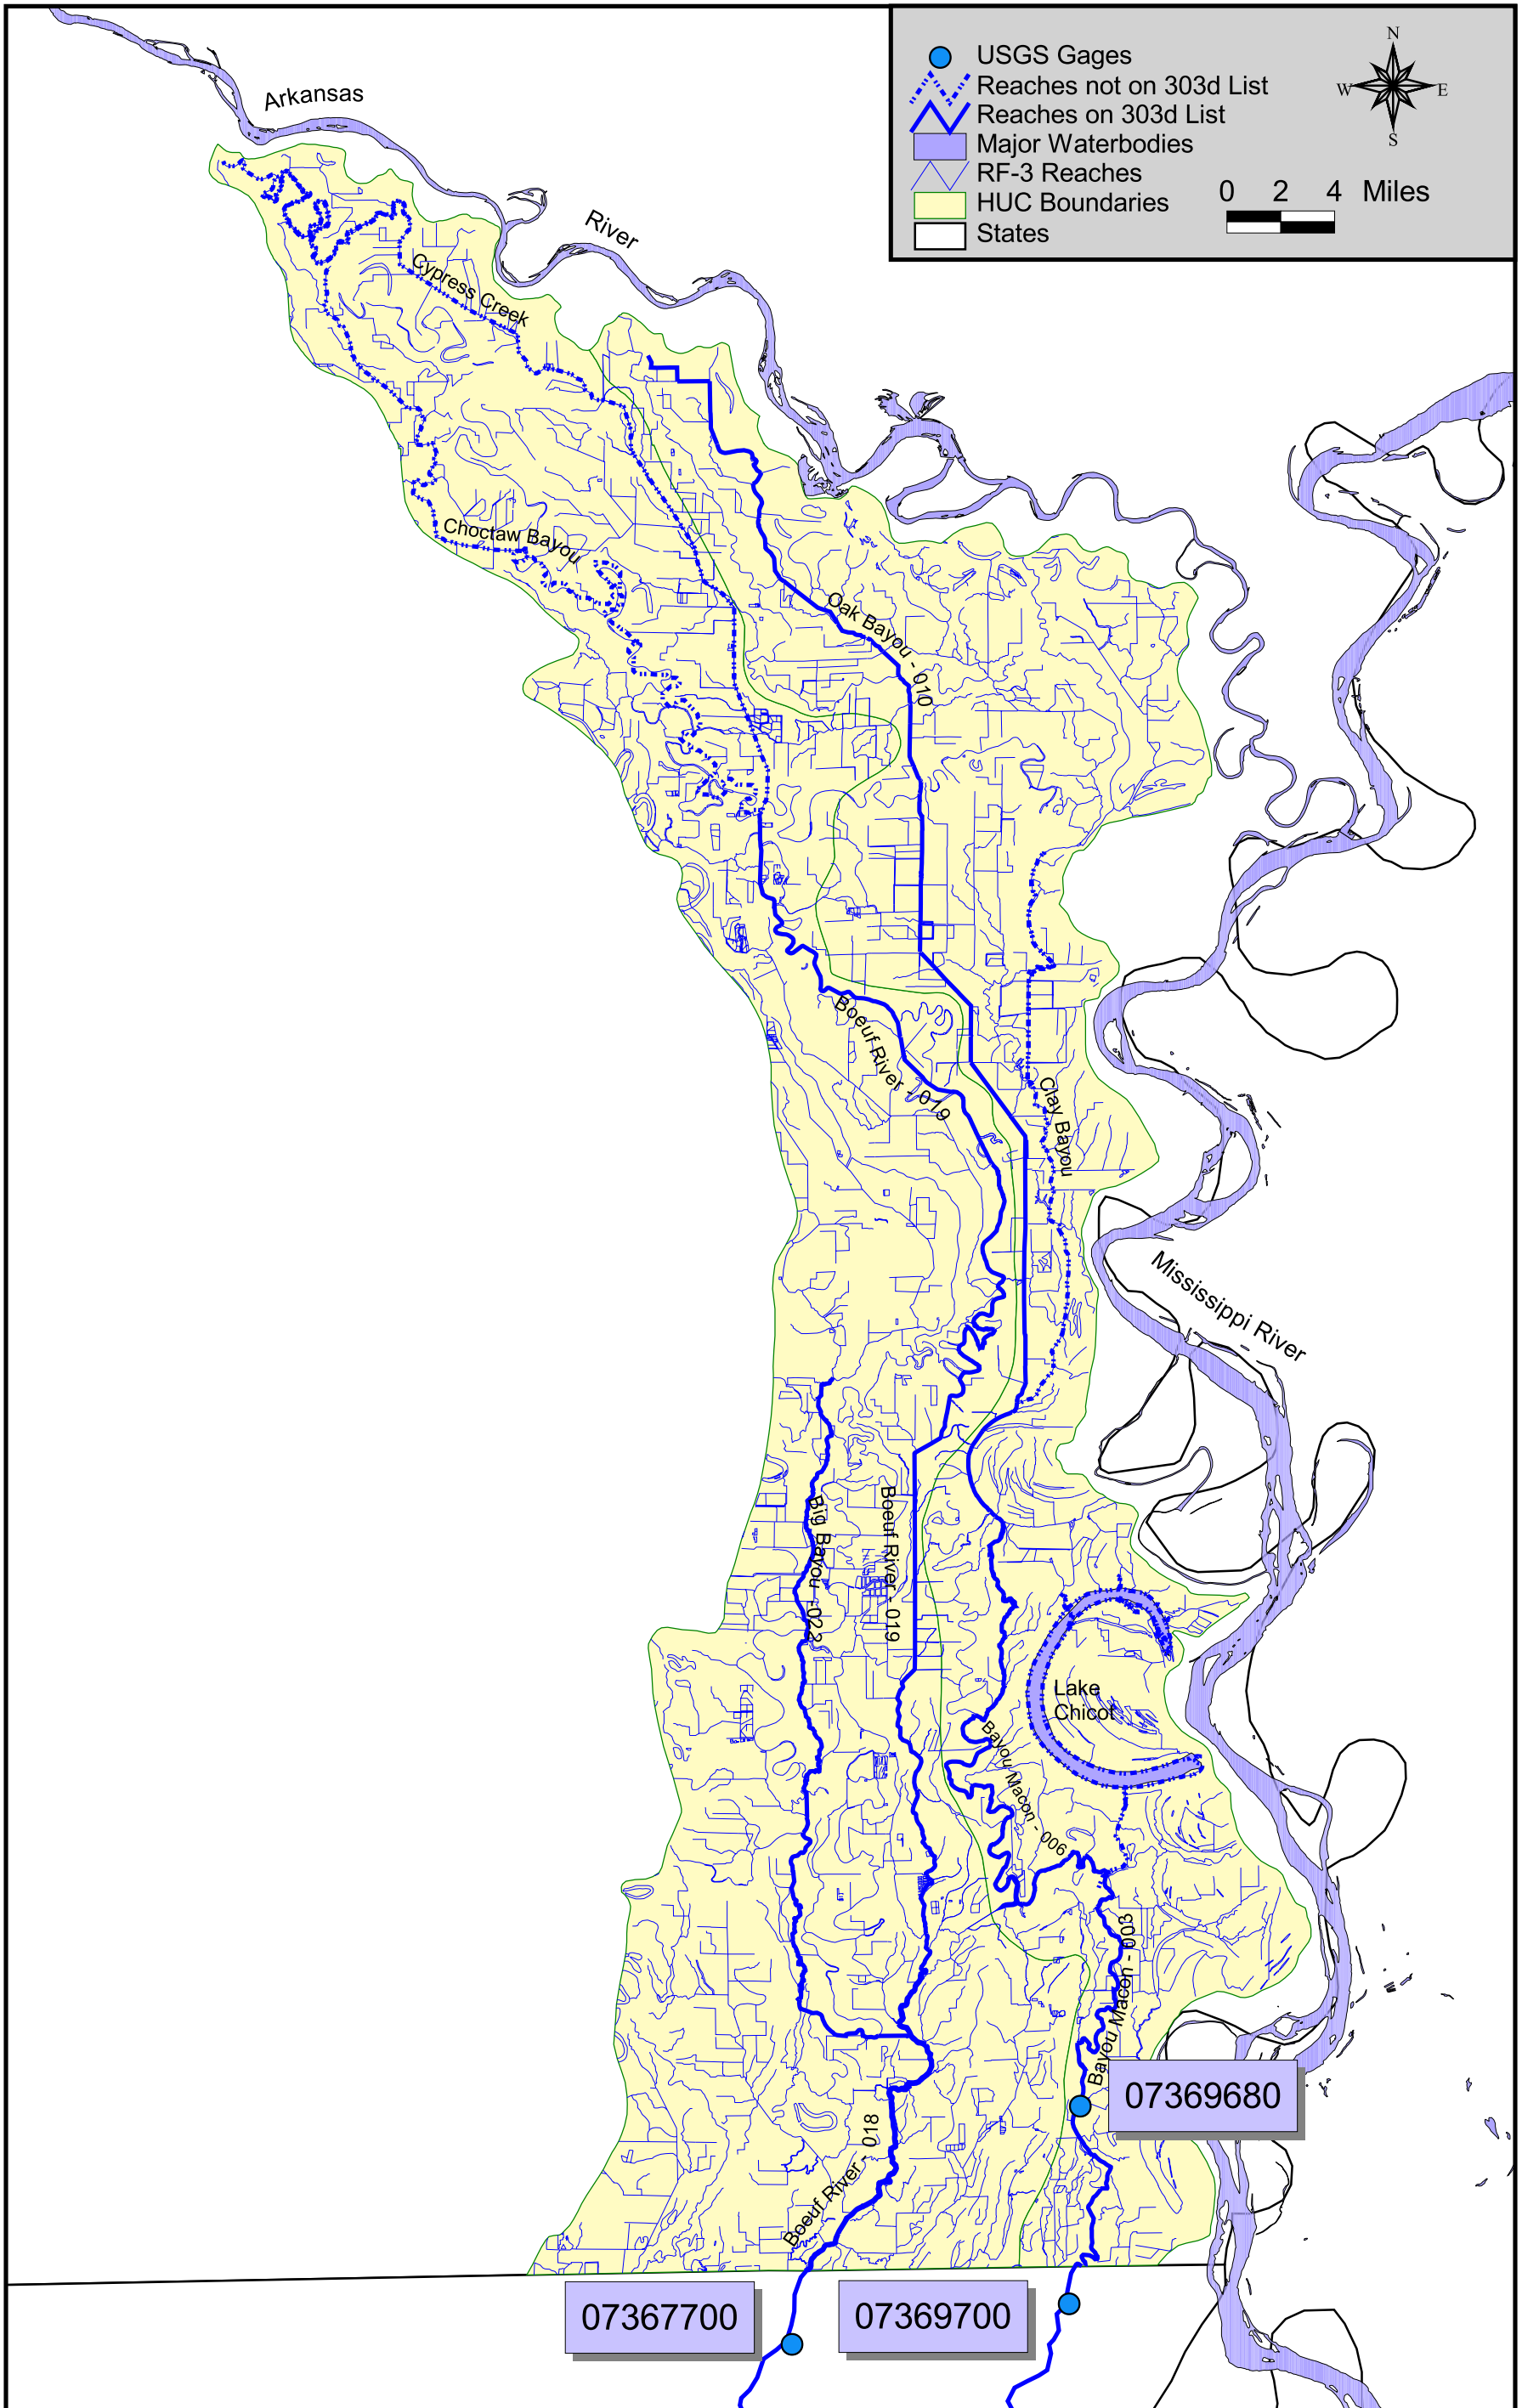 USGS Gages
Reaches not on 303d List
Reaches on 303d List
Major Waterbodies
RF-3 Reaches
HUC Boundaries
States
N
W
E
S
0 2 4 Miles
Arkansas
River
Cypress Creek
Choctaw Bayou
Oak Bayou - 010
Boeuf River - 019
Clay Bayou
Mississippi River
Big Bayou - 022
Boeuf River - 019
Lake
Chicot
Bayou Macon - 006
Bayou Macon - 003
07369680
Boeuf River - 018
07367700
07369700